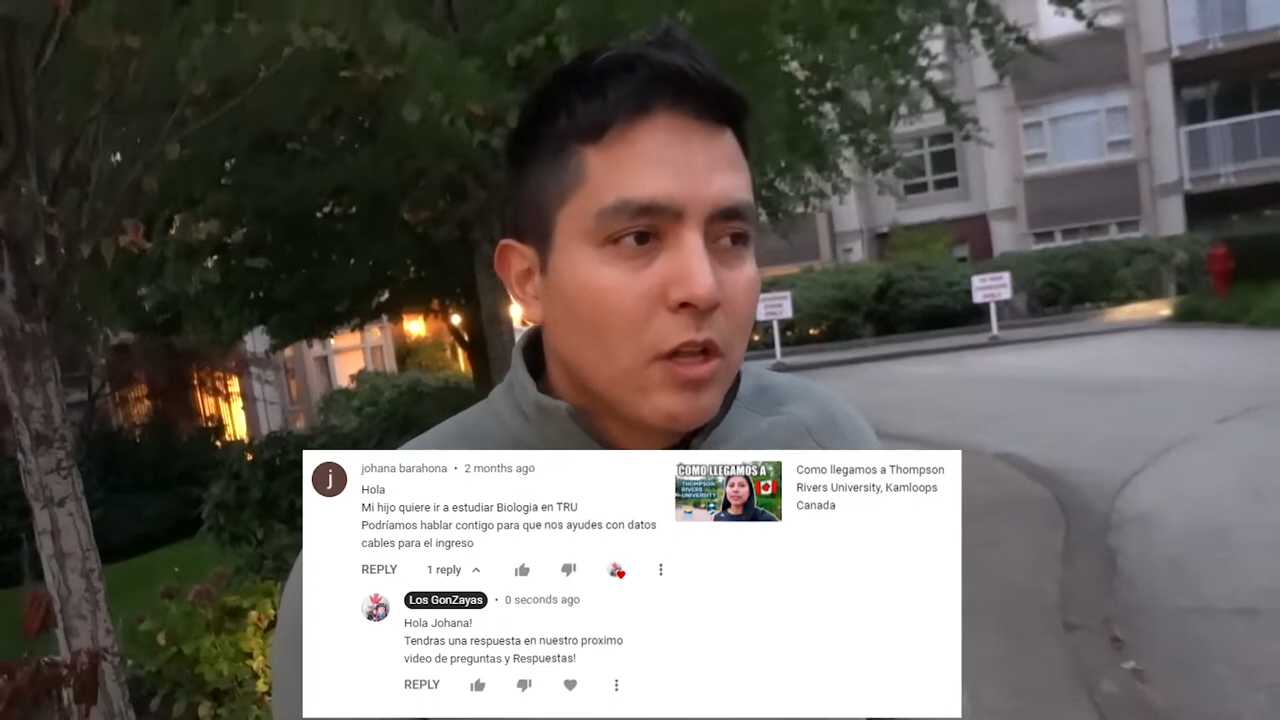 johana barahona • 2 months ago
Hola
Mi hijo quiere ir a estudiar Biologia en TRU
Podríamos hablar contigo para que nos ayudes con datos
cables para el ingreso
REPLY 1 reply
Los GonZayas • 0 seconds ago
Hola Johana!
Tendras una respuesta en nuestro proximo
video de preguntas y Respuestas!
REPLY
COMO LLEGAMOS A
THOMPSON
RIVERS
UNIVERSITY
Como llegamos a Thompson
Rivers University, Kamloops
Canada
j